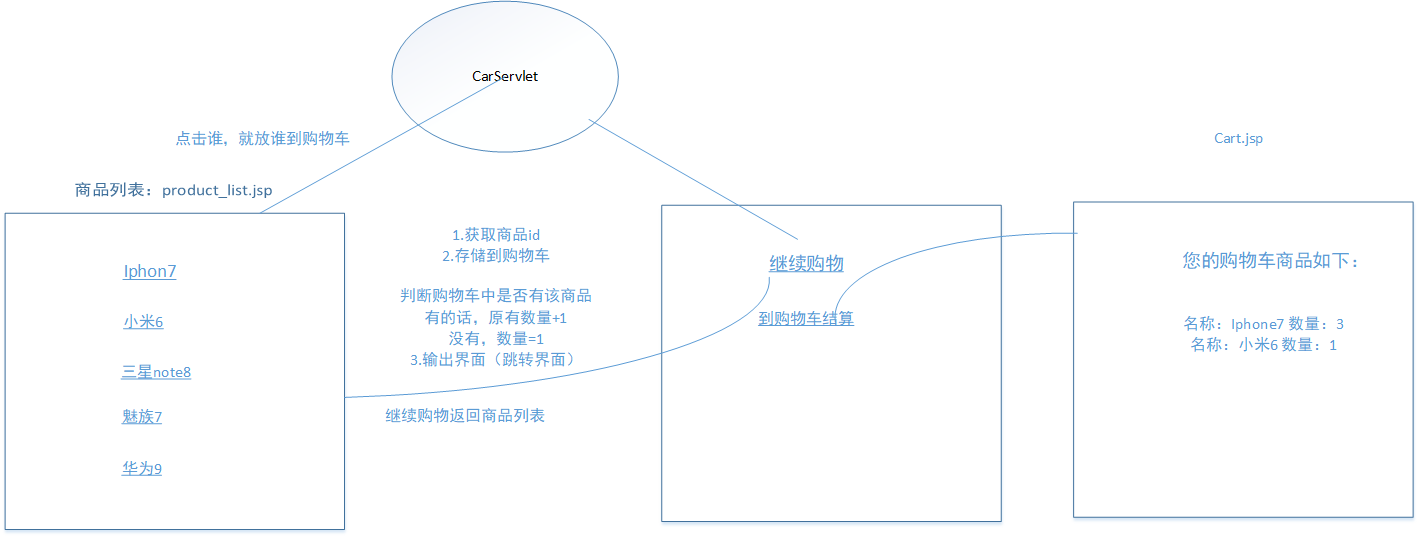 CarServlet
点击谁，就放谁到购物车
商品列表：product_list.jsp
Iphon7
小米6
三星note8
魅族7
华为9
1.获取商品id
2.存储到购物车
判断购物车中是否有该商品
有的话，原有数量+1
没有，数量=1
3.输出界面（跳转界面）
继续购物返回商品列表
继续购物
到购物车结算
Cart.jsp
您的购物车商品如下：
名称：Iphone7 数量：3
名称：小米6 数量：1